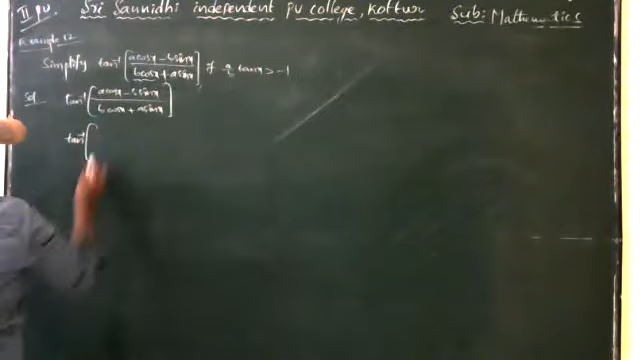 II PU. Sri Saunidhi independent PU college, Kottur Sub: Mathematics
Example 12
Simplify tan⁻¹ [(a cosx − b sinx)/(b cosx + a sinx)] if a/b tanx > −1
Sol tan⁻¹ [(a cosx − b sinx)/(b cosx + a sinx)]
tan⁻¹ [